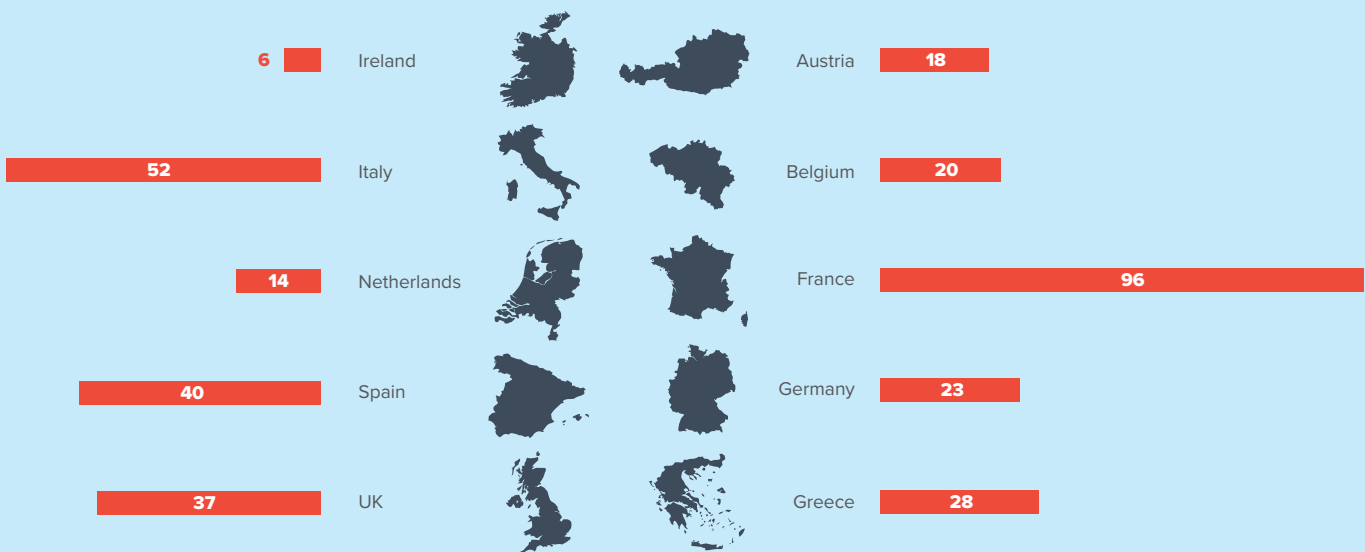 6 Ireland
Austria 18
52 Italy
Belgium 20
14 Netherlands
France 96
40 Spain
Germany 23
37 UK
Greece 28